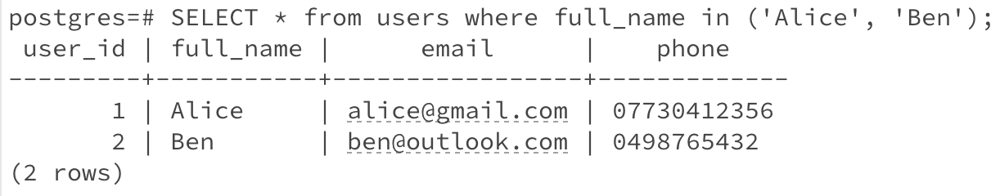 postgres=# SELECT * from users where full_name in ('Alice', 'Ben');
 user_id | full_name |      email      |    phone
---------+-----------+-----------------+-------------
       1 | Alice     | alice@gmail.com | 07730412356
       2 | Ben       | ben@outlook.com | 0498765432
(2 rows)